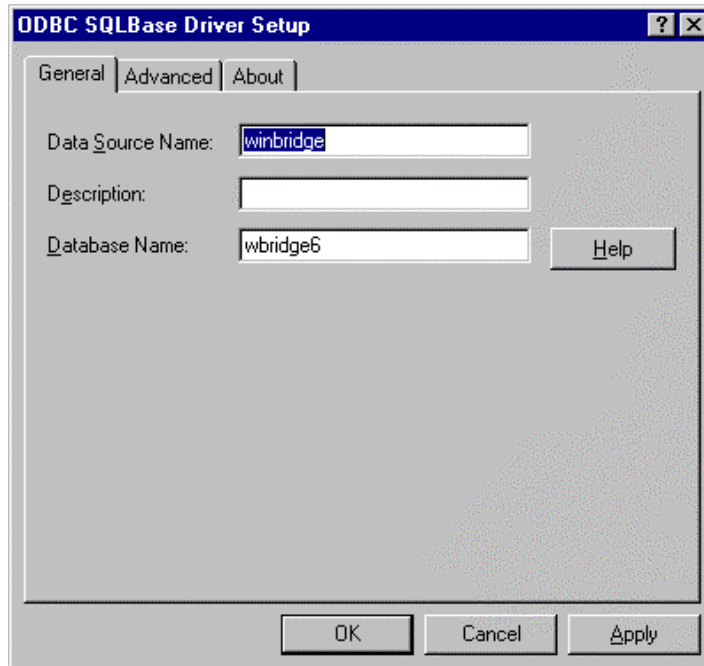 ODBC SQLBase Driver Setup
General Advanced About
Data Source Name: winbridge
Description:
Database Name: wbridge6
Help
OK Cancel Apply